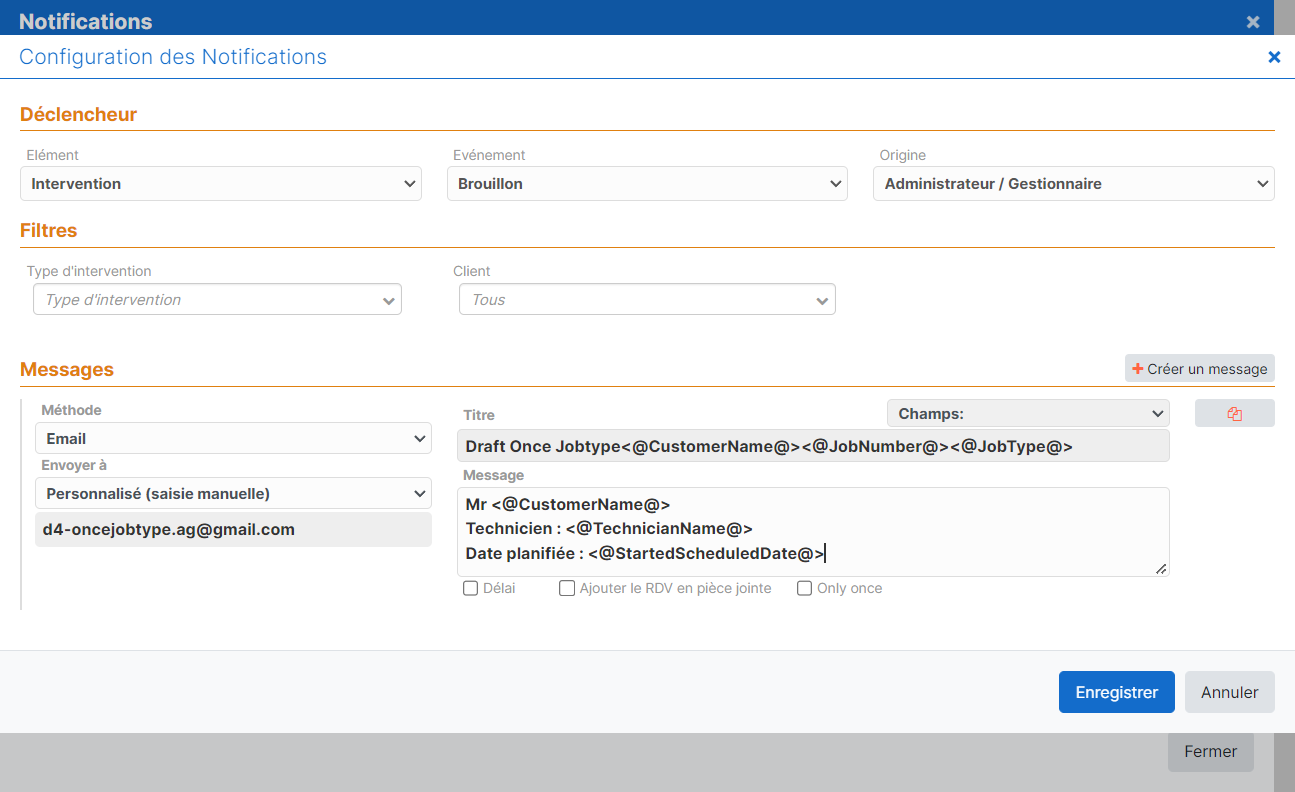 Notifications
Configuration des Notifications
Déclencheur
Elément
Evénement
Origine
Intervention
Brouillon
Administrateur / Gestionnaire
Filtres
Type d'intervention
Client
Type d'intervention
Tous
Messages
Créer un message
Méthode
Email
Envoyer à
Personnalisé (saisie manuelle)
d4-oncejobtype.ag@gmail.com
Titre
Champs:
Draft Once Jobtype<@CustomerName@><@JobNumber@><@JobType@>
Message
Mr <@CustomerName@>
Technicien : <@TechnicianName@>
Date planifiée : <@StartedScheduledDate@>
Délai
Ajouter le RDV en pièce jointe
Only once
Enregistrer
Annuler
Fermer